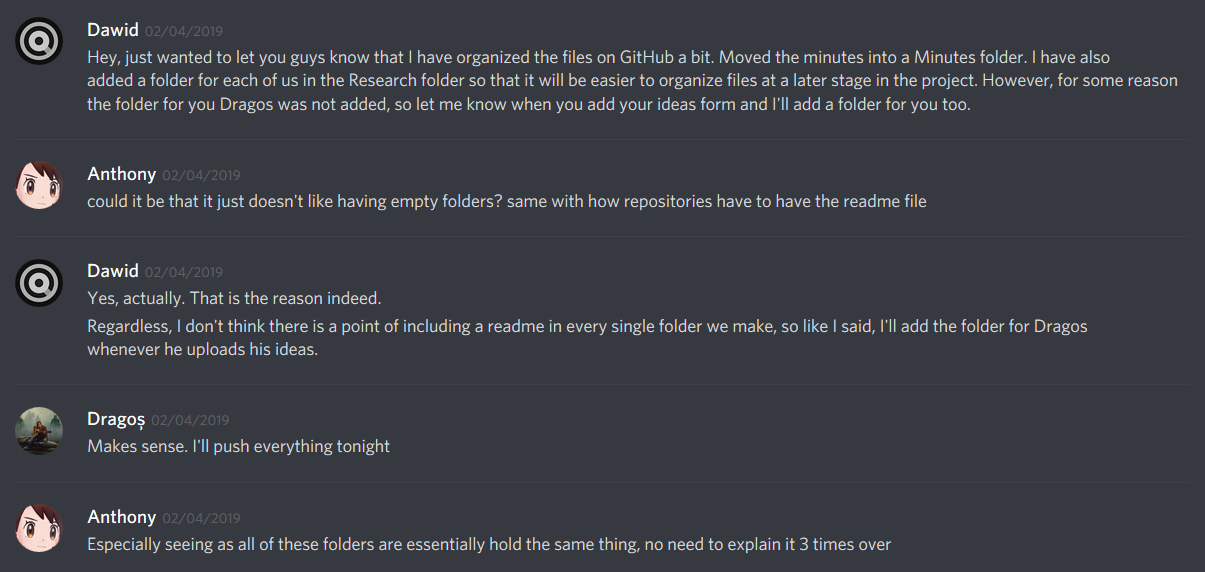 Dawid 02/04/2019
Hey, just wanted to let you guys know that I have organized the files on GitHub a bit. Moved the minutes into a Minutes folder. I have also
added a folder for each of us in the Research folder so that it will be easier to organize files at a later stage in the project. However, for some reason
the folder for you Dragos was not added, so let me know when you add your ideas form and I'll add a folder for you too.
Anthony 02/04/2019
could it be that it just doesn't like having empty folders? same with how repositories have to have the readme file
Dawid 02/04/2019
Yes, actually. That is the reason indeed.
Regardless, I don't think there is a point of including a readme in every single folder we make, so like I said, I'll add the folder for Dragos
whenever he uploads his ideas.
Dragoș 02/04/2019
Makes sense. I'll push everything tonight
Anthony 02/04/2019
Especially seeing as all of these folders are essentially hold the same thing, no need to explain it 3 times over